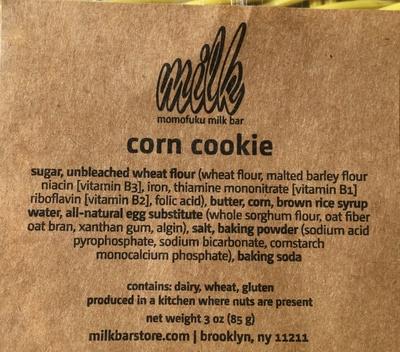 milk
momofuku milk bar
corn cookie
sugar, unbleached wheat flour (wheat flour, malted barley flour
niacin [vitamin B3], iron, thiamine mononitrate [vitamin B1]
riboflavin [vitamin B2], folic acid), butter, corn, brown rice syrup
water, all-natural egg substitute (whole sorghum flour, oat fiber
oat bran, xanthan gum, algin), salt, baking powder (sodium acid
pyrophosphate, sodium bicarbonate, cornstarch
monocalcium phosphate), baking soda
contains: dairy, wheat, gluten
produced in a kitchen where nuts are present
net weight 3 oz (85 g)
milkbarstore.com | brooklyn, ny 11211